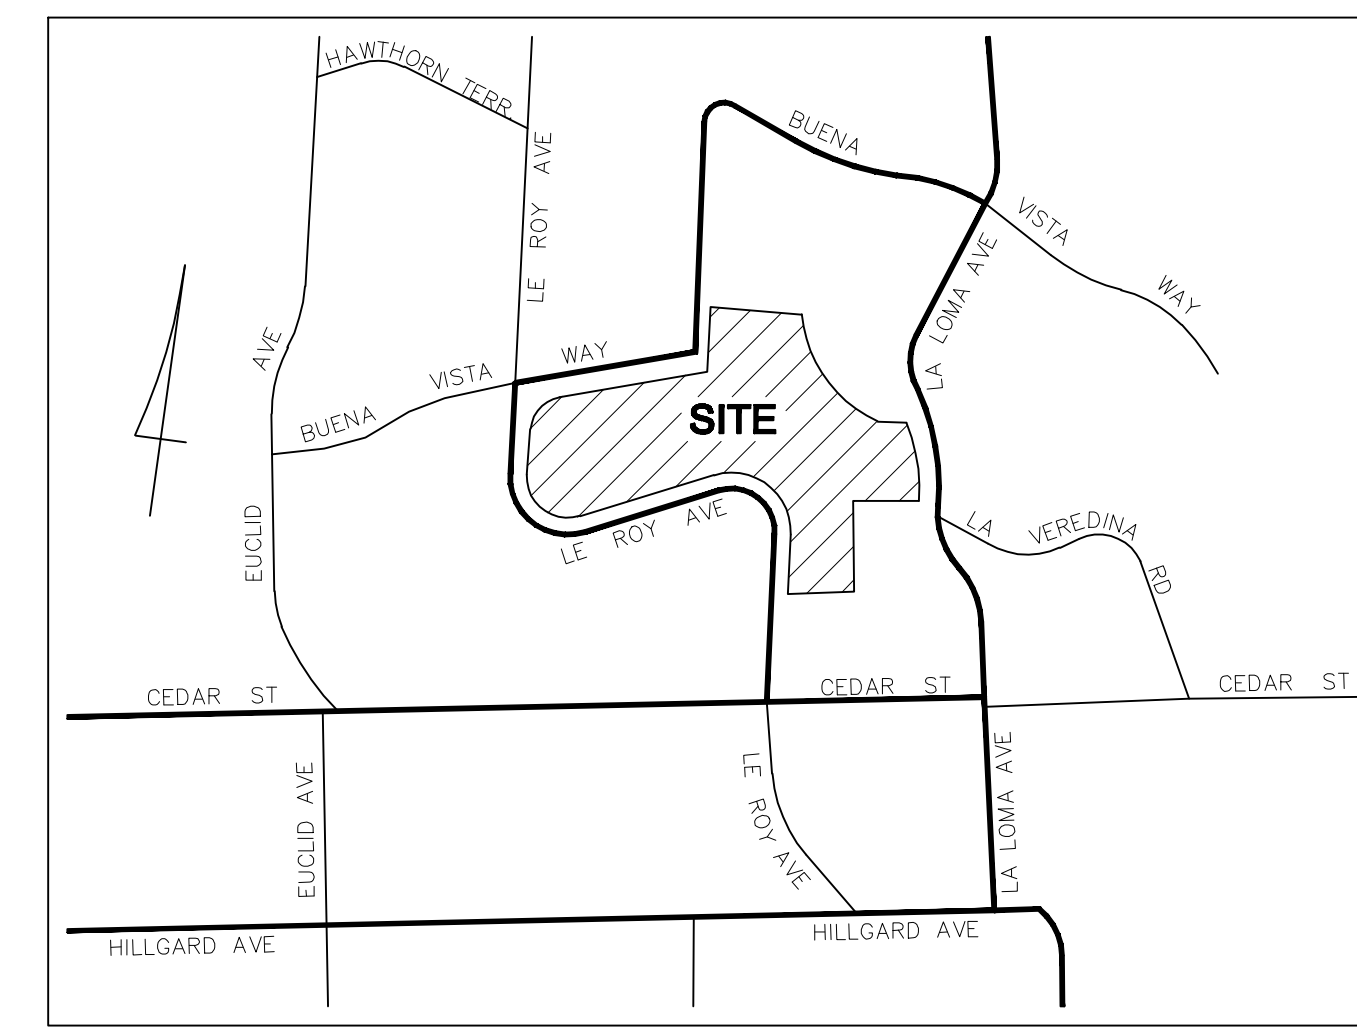 HAWTHORN TERR.
LE ROY AVE
BUENA VISTA WAY
LA LOMA AVE
EUCLID AVE
BUENA VISTA WAY
SITE
LE ROY AVE
LA VEREDINA RD
CEDAR ST
CEDAR ST
CEDAR ST
EUCLID AVE
LE ROY AVE
LA LOMA AVE
HILLGARD AVE
HILLGARD AVE